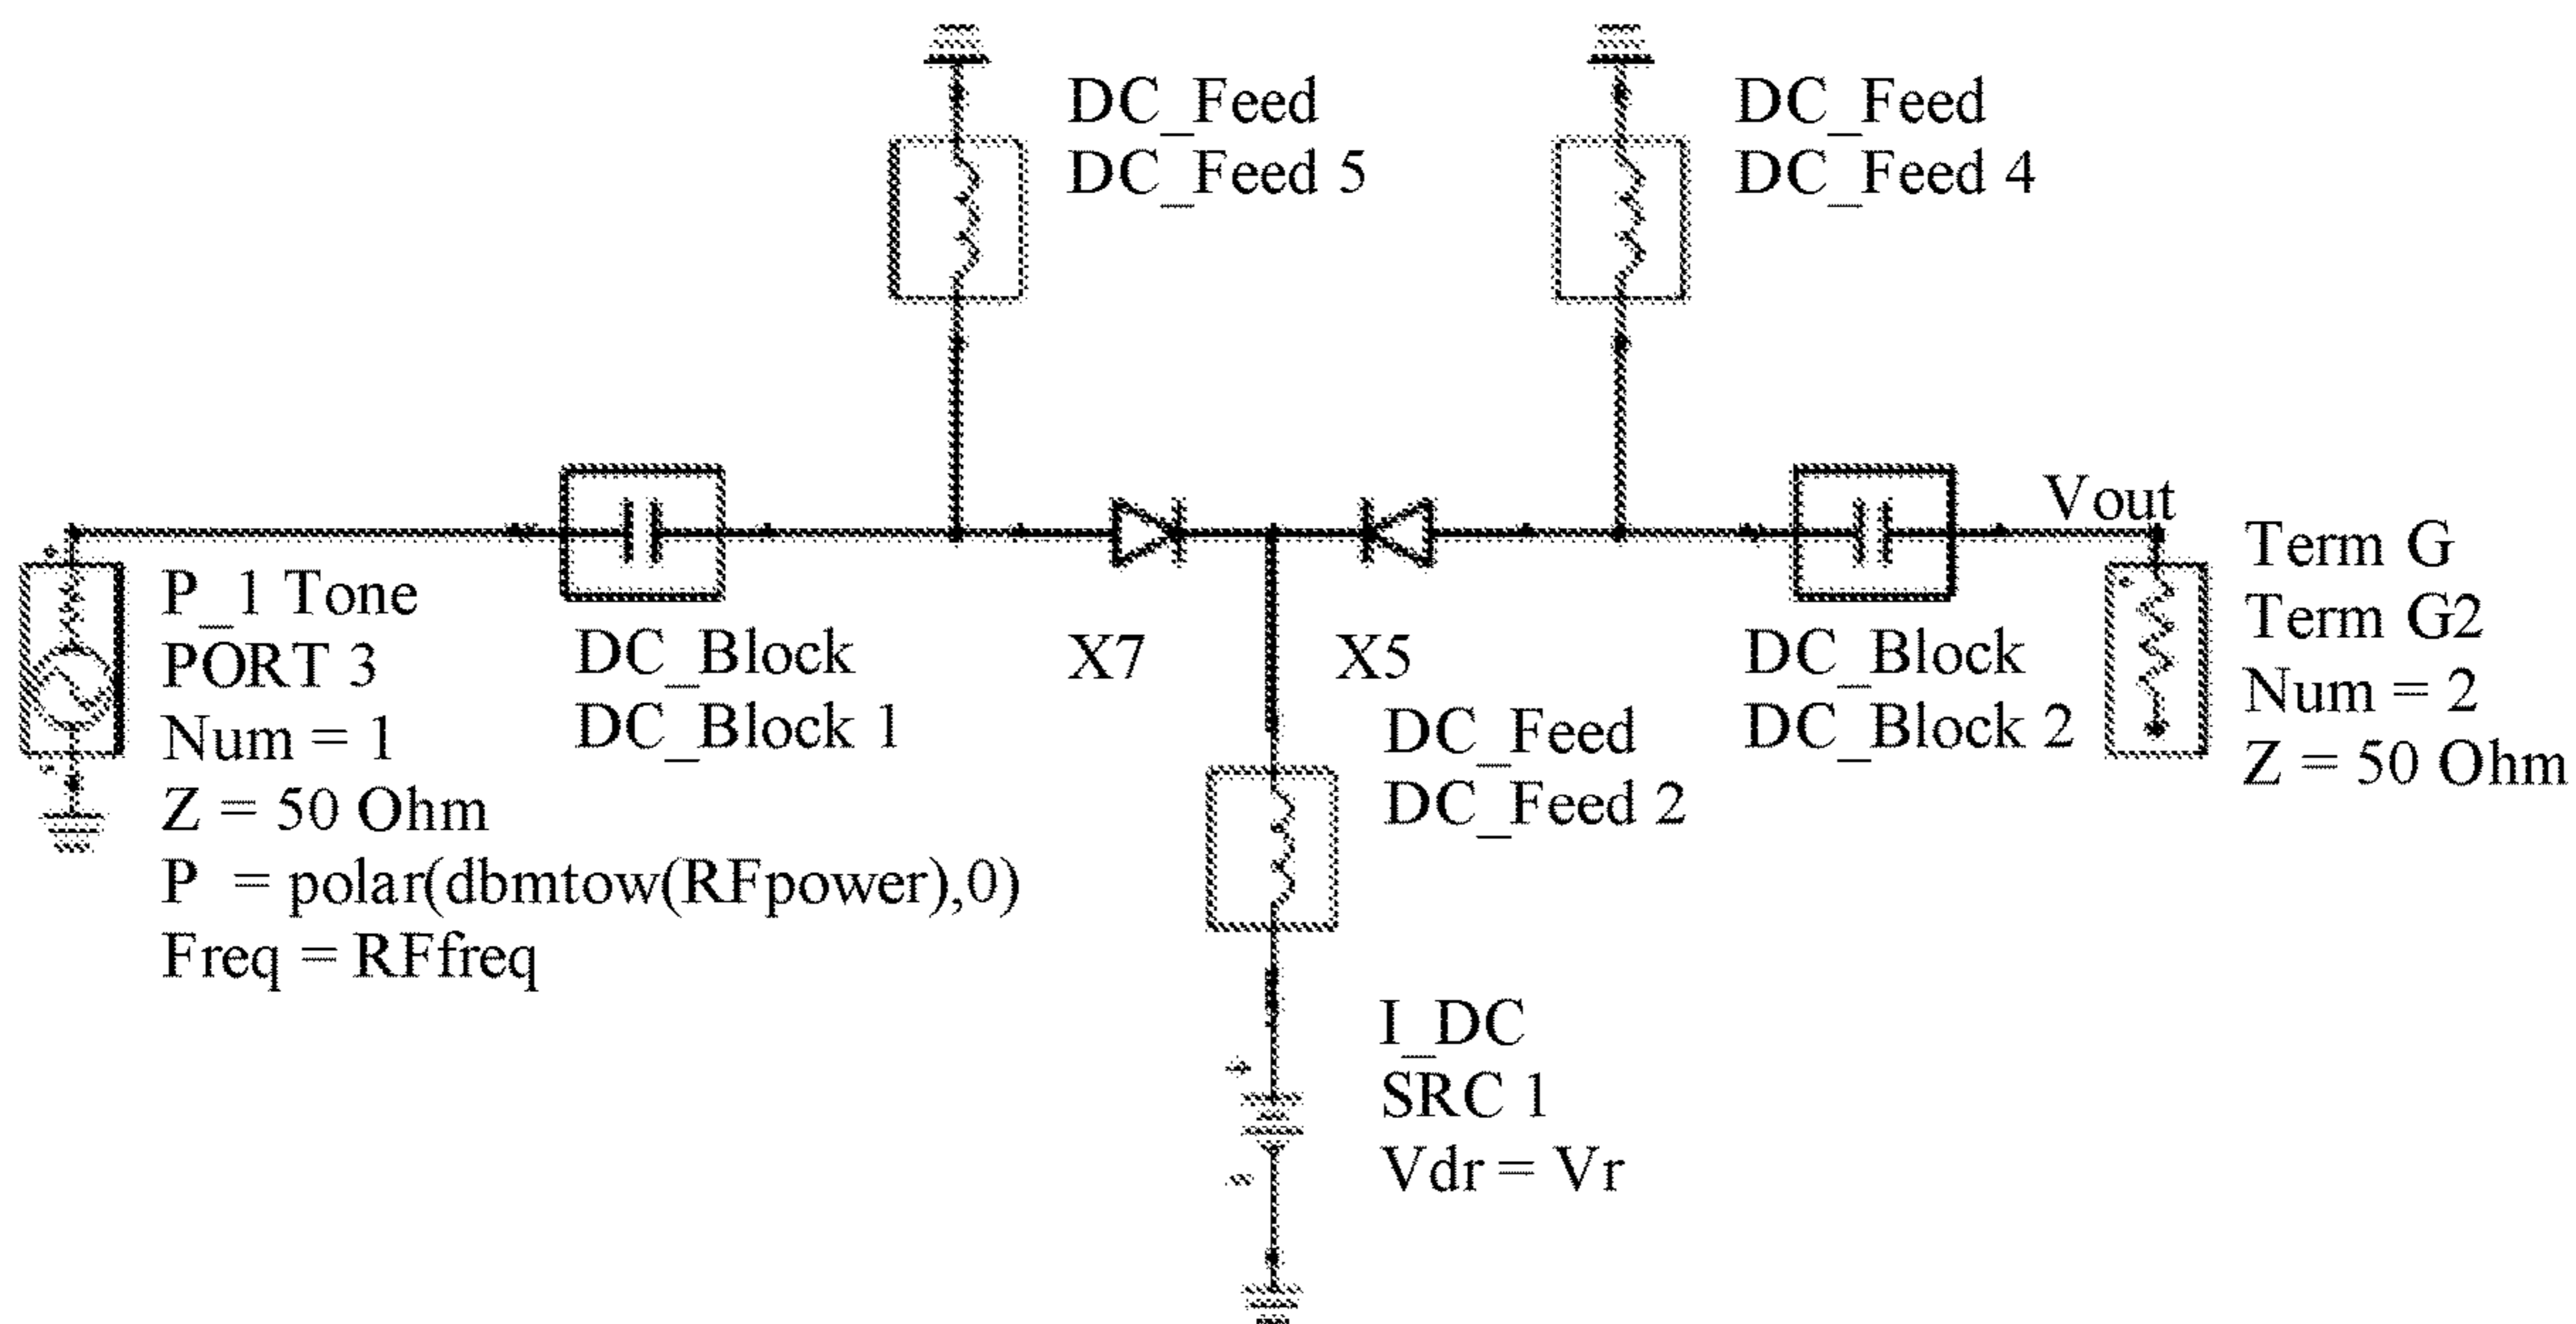 DC_Feed
DC_Feed 5
DC_Feed
DC_Feed 4
Vout
P_1 Tone
PORT 3
Num = 1
Z = 50 Ohm
P = polar(dbmtow(RFpower),0)
Freq = RFfreq
DC_Block
DC_Block 1
X7
X5
DC_Feed
DC_Feed 2
DC_Block
DC_Block 2
Term G
Term G2
Num = 2
Z = 50 Ohm
I_DC
SRC 1
Vdr = Vr